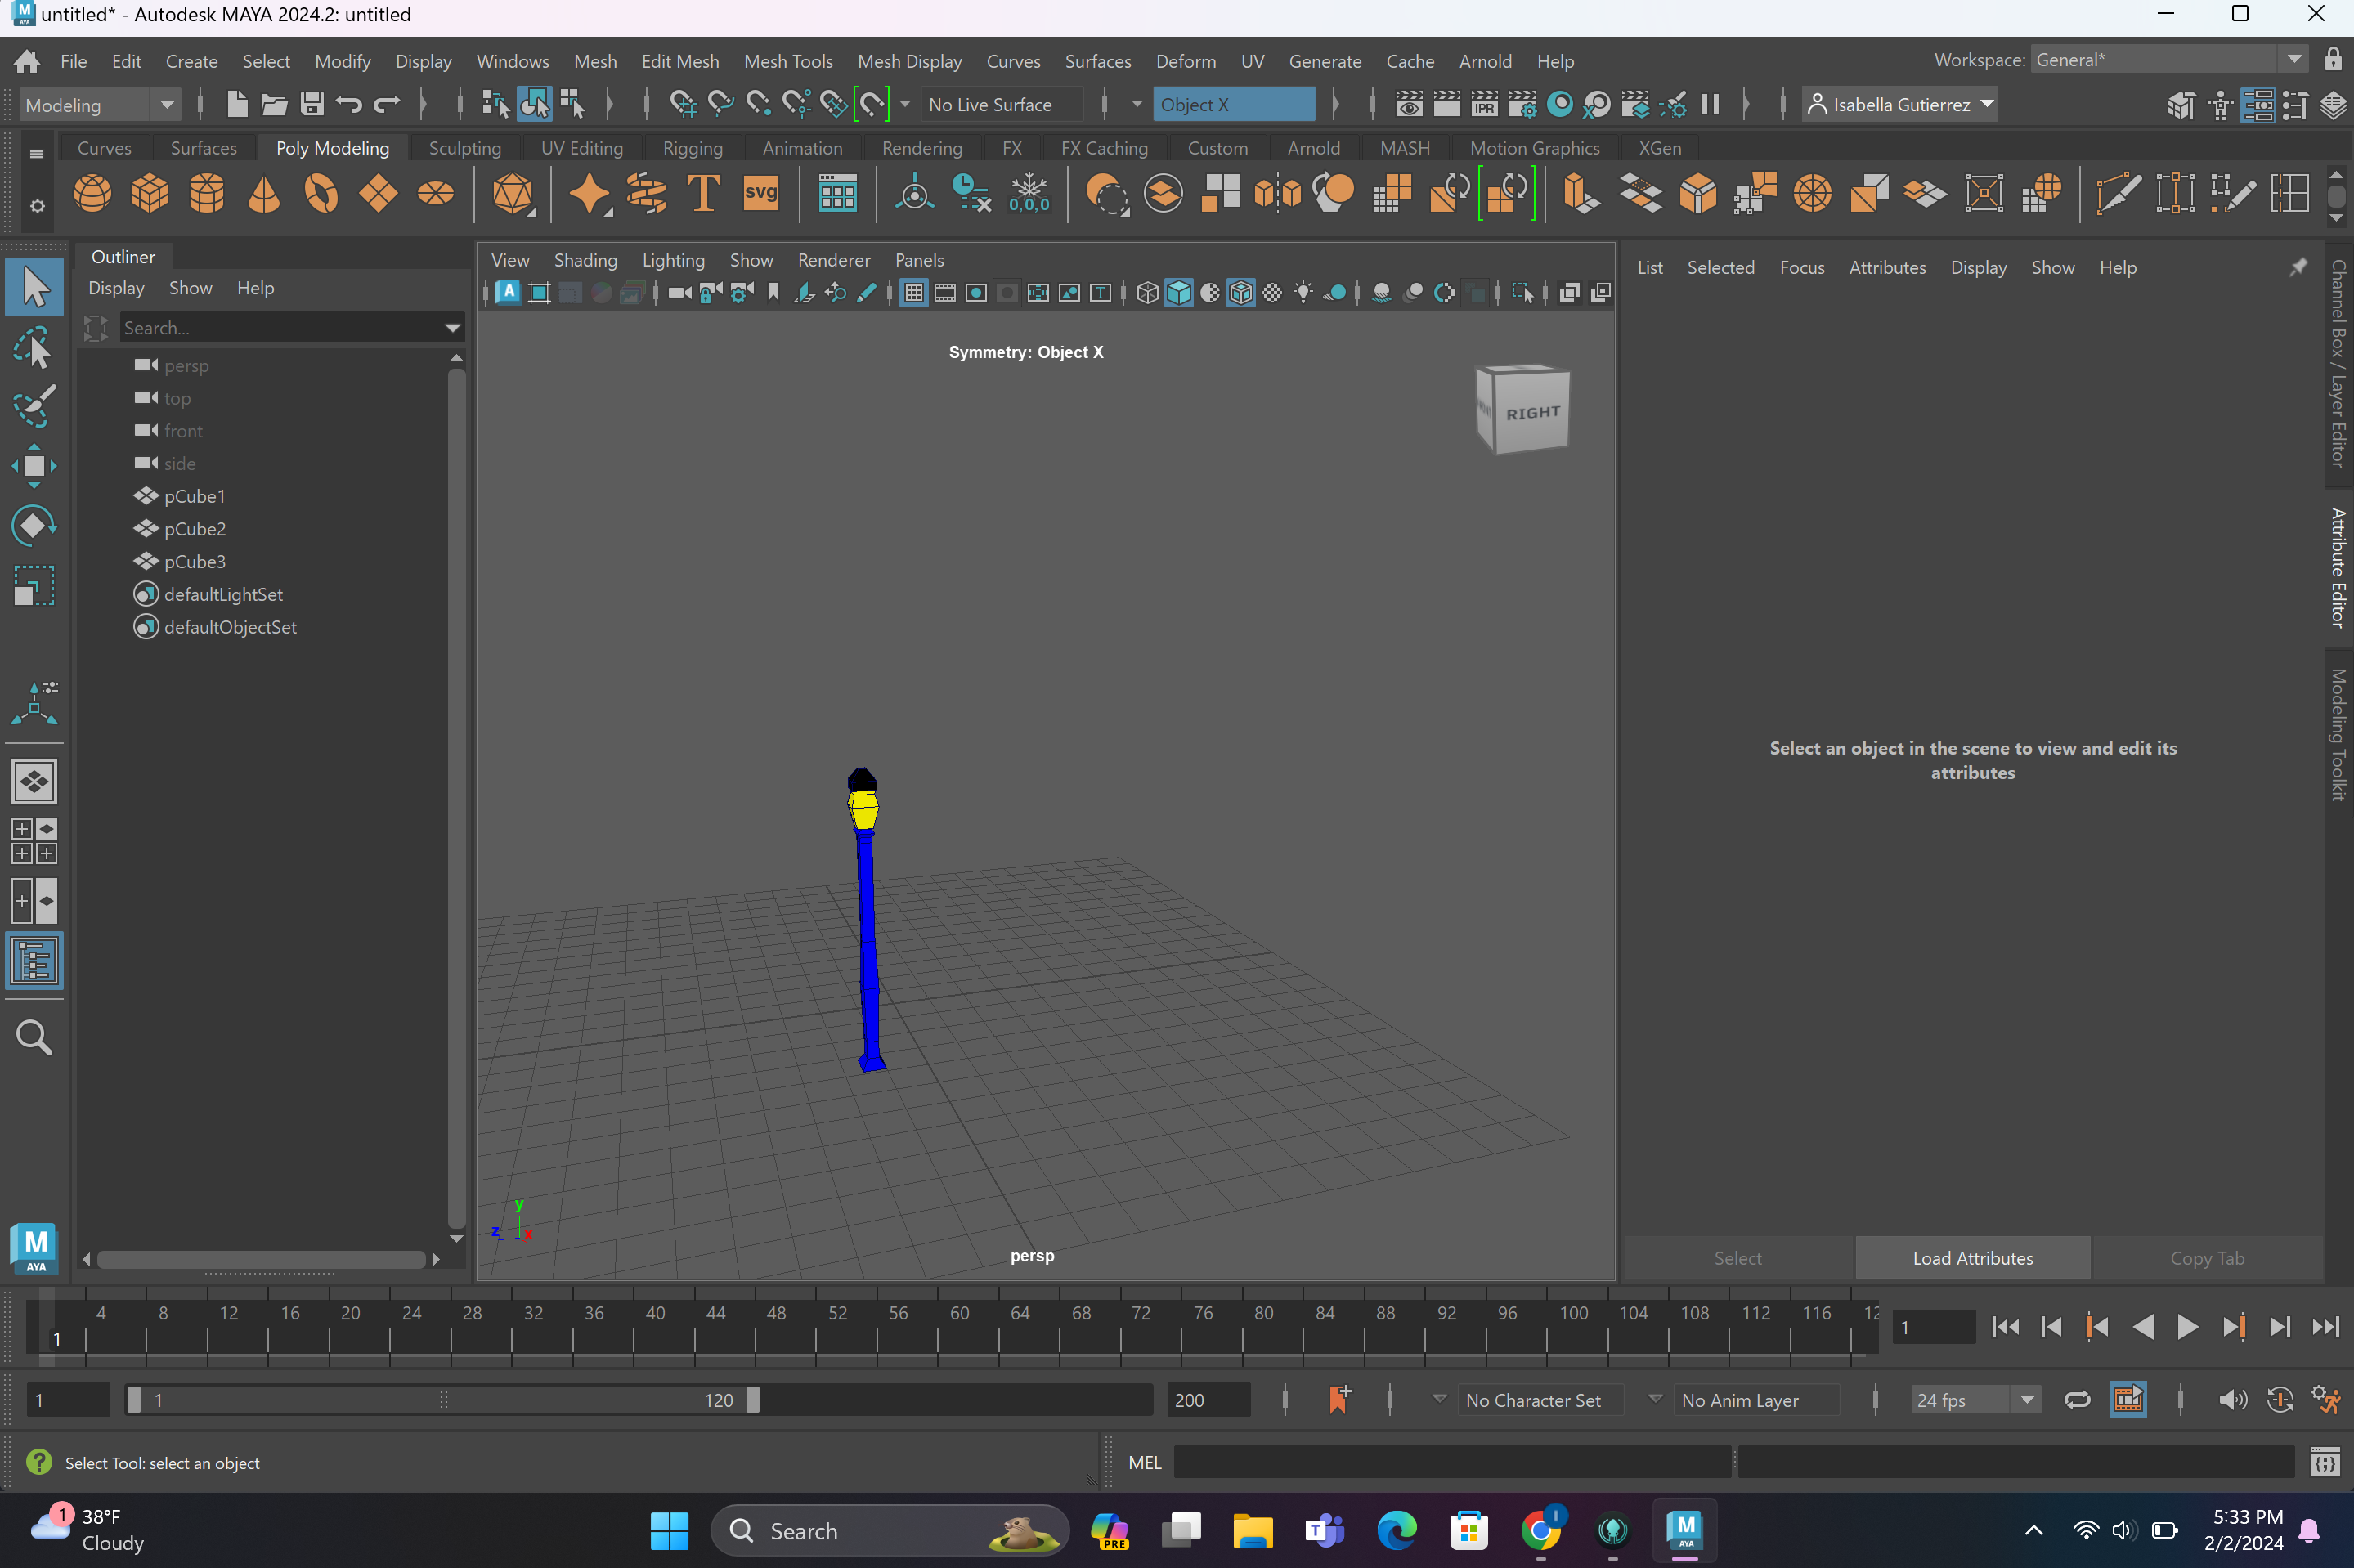 untitled* - Autodesk MAYA 2024.2: untitled
File Edit Create Select Modify Display Windows Mesh Edit Mesh Mesh Tools Mesh Display Curves Surfaces Deform UV Generate Cache Arnold Help Workspace: General*
Modeling No Live Surface Object X IPR Isabella Gutierrez
Curves Surfaces Poly Modeling Sculpting UV Editing Rigging Animation Rendering FX FX Caching Custom Arnold MASH Motion Graphics XGen
T svg 0,0,0
Outliner
Display Show Help
Search...
persp
top
front
side
pCube1
pCube2
pCube3
defaultLightSet
defaultObjectSet
View Shading Lighting Show Renderer Panels
Symmetry: Object X
RIGHT
y
z x
persp
List Selected Focus Attributes Display Show Help
Select an object in the scene to view and edit its
attributes
Select Load Attributes Copy Tab
Channel Box / Layer Editor
Attribute Editor
Modeling Toolkit
M
AYA
4 8 12 16 20 24 28 32 36 40 44 48 52 56 60 64 68 72 76 80 84 88 92 96 100 104 108 112 116 12
1
1
1 1 120 200 No Character Set No Anim Layer 24 fps
Select Tool: select an object MEL
1 38°F
Cloudy
Search
PRE
M
AYA
5:33 PM
2/2/2024